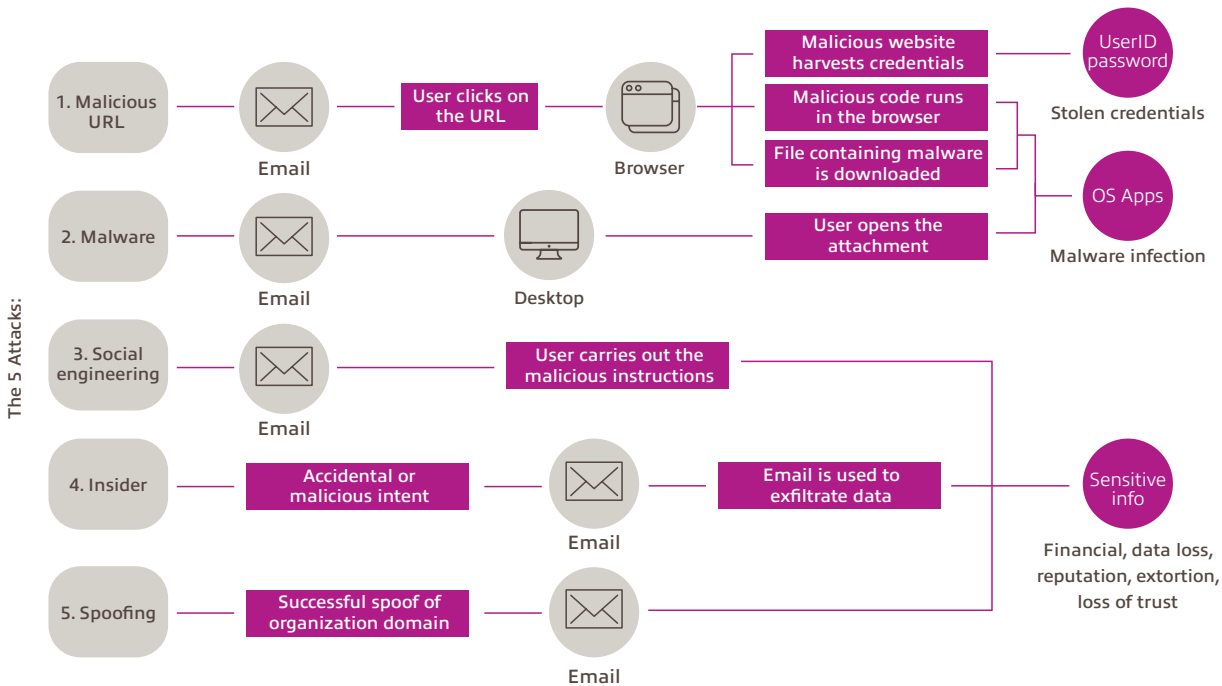 The 5 Attacks:
1. Malicious
URL
Email
User clicks on
the URL
Browser
Malicious website
harvests credentials
UserID
password
Stolen credentials
Malicious code runs
in the browser
File containing malware
is downloaded
2. Malware
Email
Desktop
User opens the
attachment
OS Apps
Malware infection
3. Social
engineering
Email
User carries out the
malicious instructions
4. Insider
Accidental or
malicious intent
Email
Email is used to
exfiltrate data
Sensitive
info
Financial, data loss,
reputation, extortion,
loss of trust
5. Spoofing
Successful spoof of
organization domain
Email